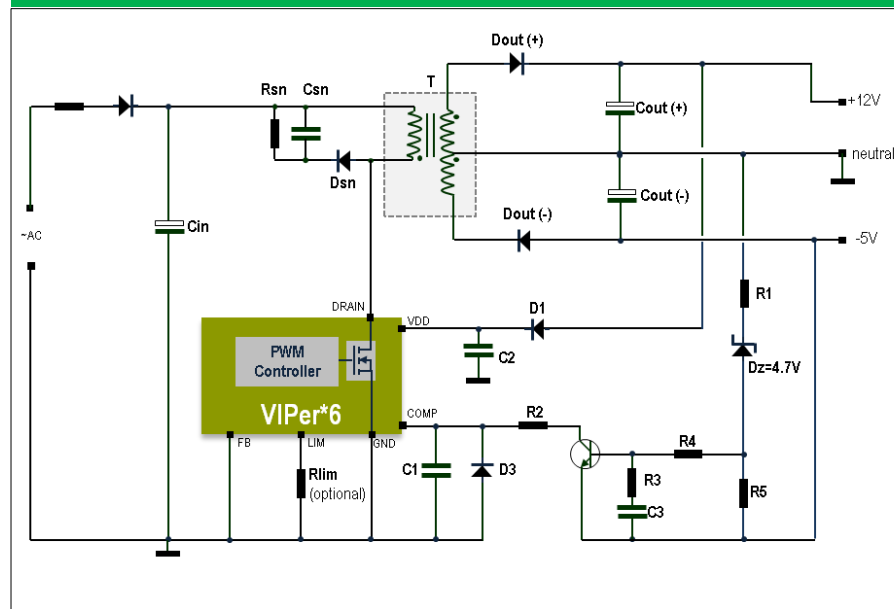 Dout (+)
T
Rsn
Csn
+12V
Cout (+)
neutral
Dsn
Cout (-)
Cin
Dout (-)
~AC
-5V
R1
DRAIN
D1
VDD
PWM
Controller
C2
Dz=4.7V
VIPer*6
COMP
R2
FB
LIM
GND
R4
C1
D3
R3
Rlim
(optional)
R5
C3